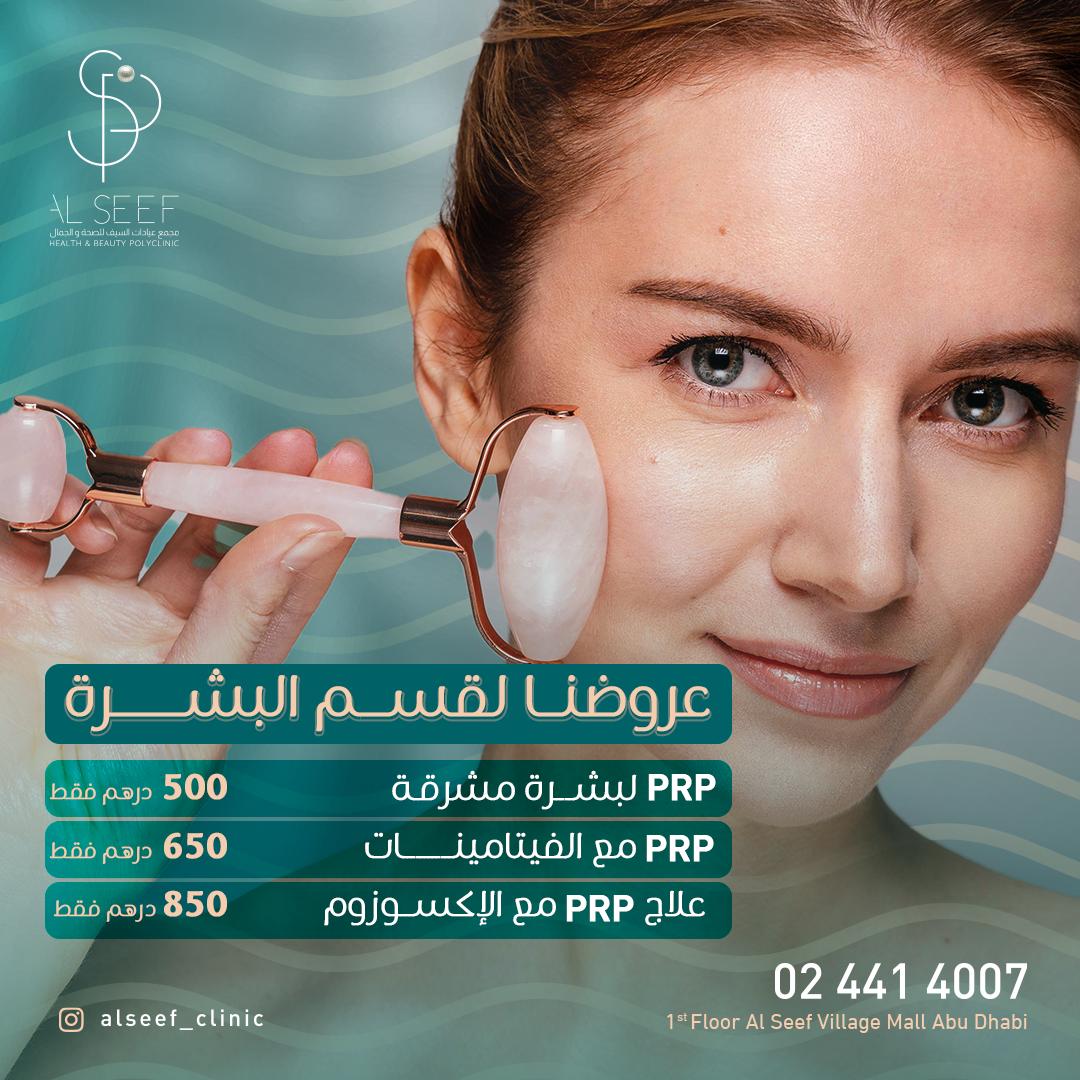 AL SEEF
مجمع عيادات السيف للصحة و الجمال
HEALTH & BEAUTY POLYCLINIC
عروضنا لقسم البشرة
PRP لبشرة مشرقة 500 درهم فقط
PRP مع الفيتامينات 650 درهم فقط
علاج PRP مع الإكسوزوم 850 درهم فقط
02 441 4007
1st Floor Al Seef Village Mall Abu Dhabi
alseef_clinic